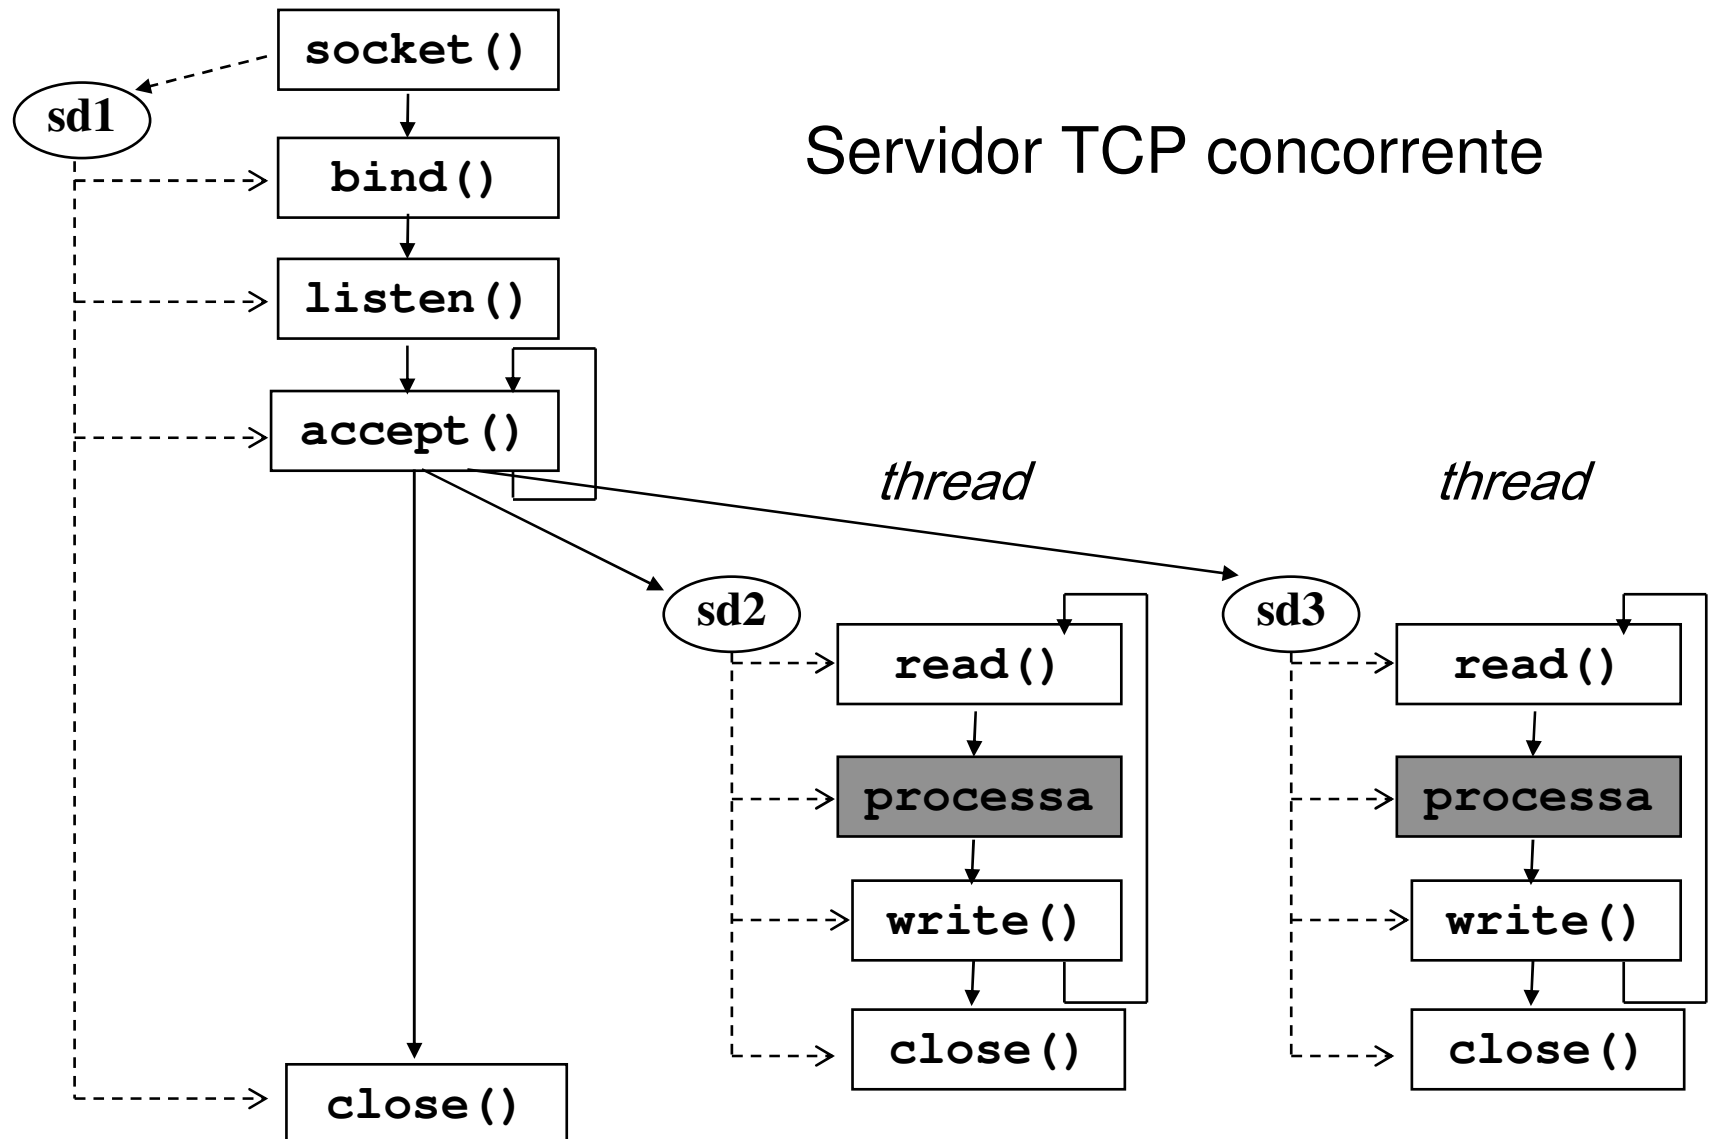 socket()
sd1
Servidor TCP concorrente
bind()
listen()
accept()
thread
thread
sd2
read()
processa
write()
close()
sd3
read()
processa
write()
close()
close()